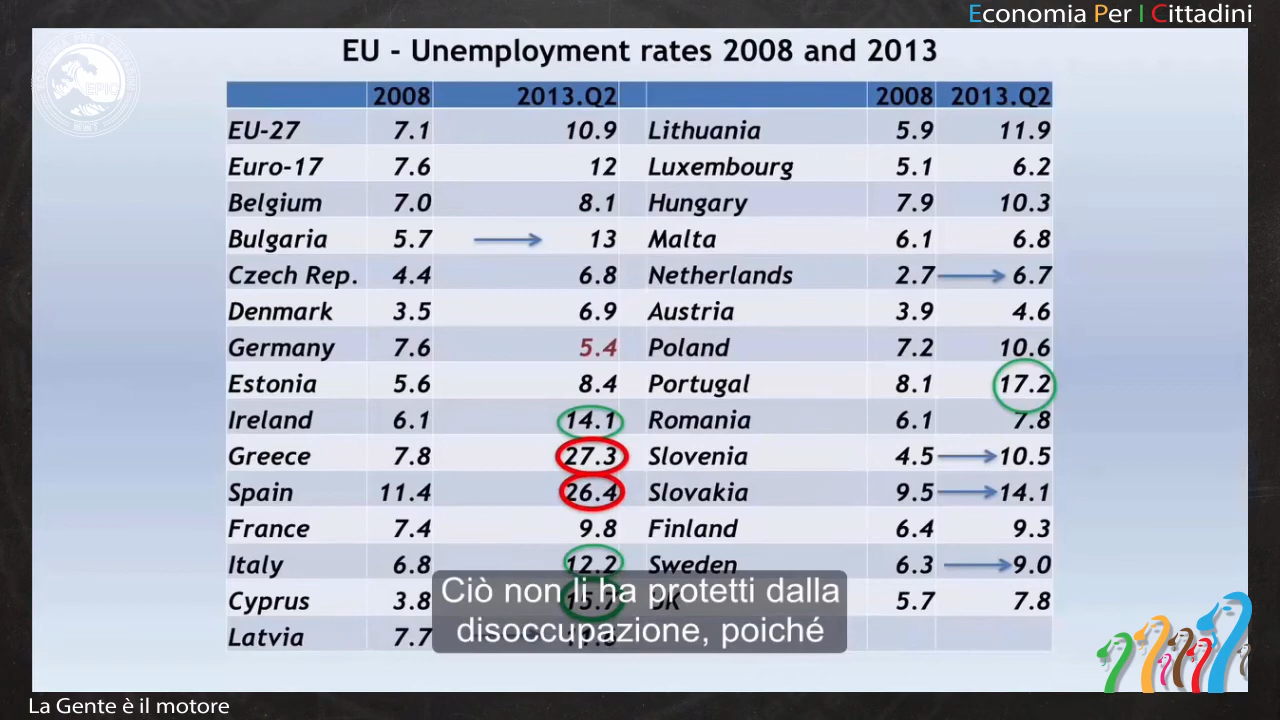 Economia Per I Cittadini
EPIC
MMT
EU - Unemployment rates 2008 and 2013
2008 2013.Q2 2008 2013.Q2
EU-27 7.1 10.9 Lithuania 5.9 11.9
Euro-17 7.6 12 Luxembourg 5.1 6.2
Belgium 7.0 8.1 Hungary 7.9 10.3
Bulgaria 5.7 13 Malta 6.1 6.8
Czech Rep. 4.4 6.8 Netherlands 2.7 6.7
Denmark 3.5 6.9 Austria 3.9 4.6
Germany 7.6 5.4 Poland 7.2 10.6
Estonia 5.6 8.4 Portugal 8.1 17.2
Ireland 6.1 14.1 Romania 6.1 7.8
Greece 7.8 27.3 Slovenia 4.5 10.5
Spain 11.4 26.4 Slovakia 9.5 14.1
France 7.4 9.8 Finland 6.4 9.3
Italy 6.8 12.2 Sweden 6.3 9.0
Cyprus 3.8 15.7 UK 5.7 7.8
Latvia 7.7
Ciò non li ha protetti dalla
disoccupazione, poiché
La Gente è il motore